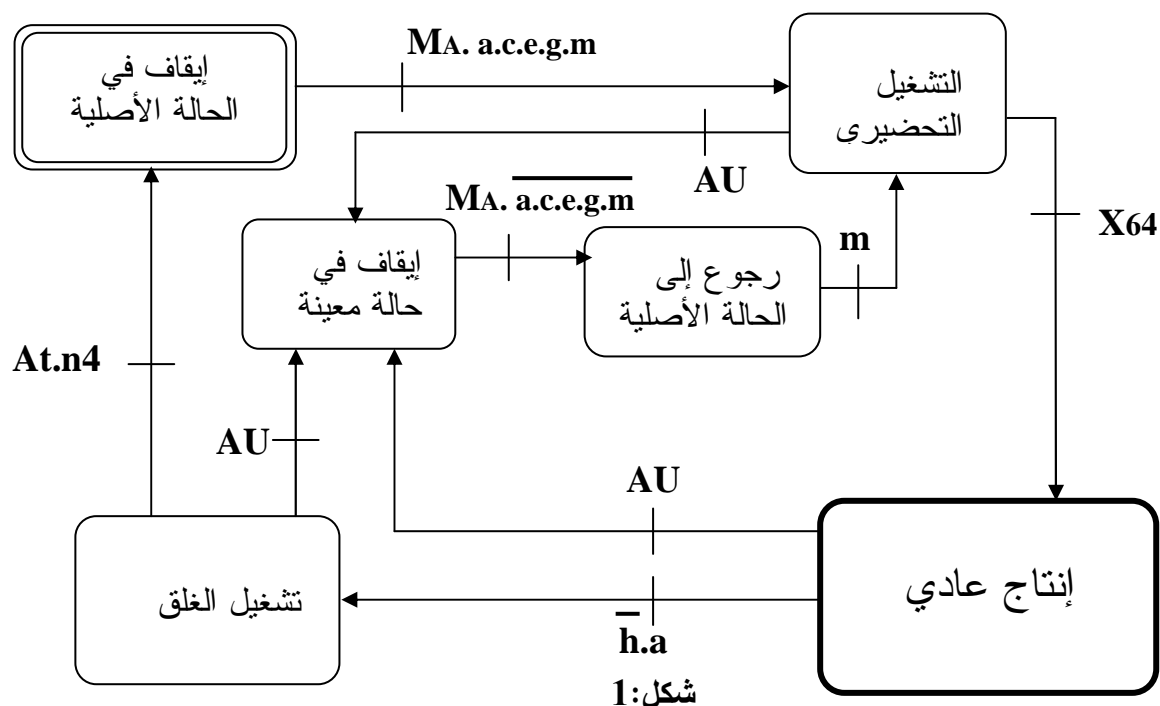 إيقاف في
الحالة الأصلية
MA. a.c.e.g.m
التشغيل
التحضيري
AU
MA. a̅.̅c̅.̅e̅.̅g̅.̅m̅
X64
إيقاف في
حالة معينة
رجوع إلى
الحالة الأصلية
m
At.n4
AU
AU
تشغيل الغلق
إنتاج عادي
h̅.a
شكل:1